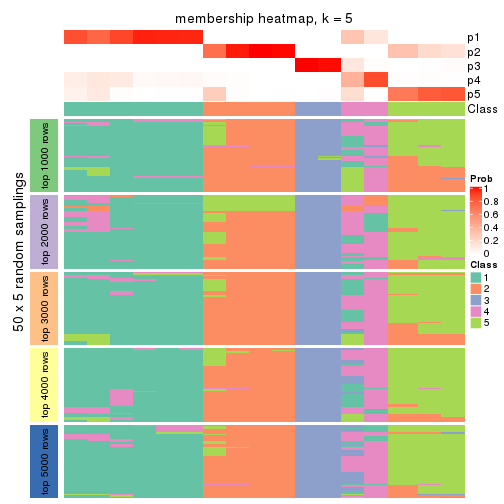 membership heatmap, k = 5
p1
p2
p3
p4
p5
Class
50 x 5 random samplings
top 1000 rows
top 2000 rows
top 3000 rows
top 4000 rows
top 5000 rows
Prob
1
0.8
0.6
0.4
0.2
0
Class
1
2
3
4
5